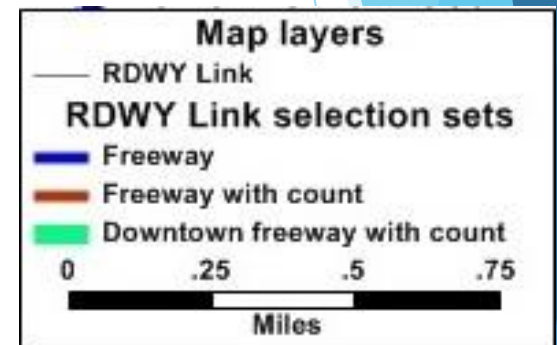 Map layers
RDWY Link
RDWY Link selection sets
Freeway
Freeway with count
Downtown freeway with count
0 .25 .5 .75
Miles